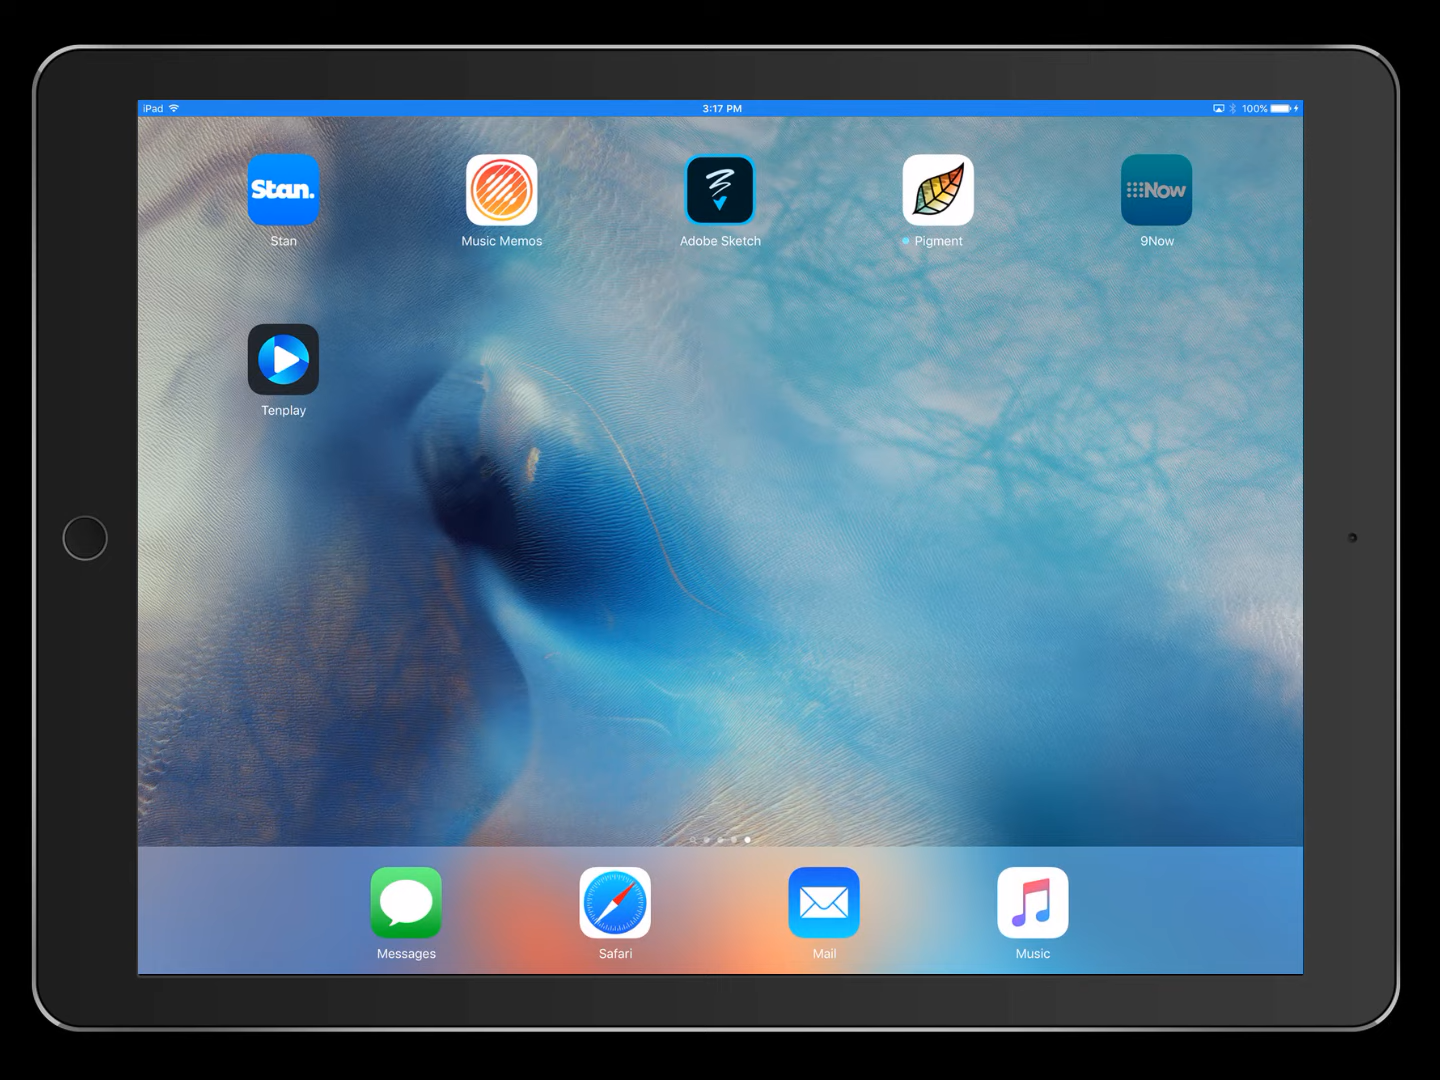 iPad 3:17 PM 100%
Stan. Now
Stan Music Memos Adobe Sketch Pigment 9Now
Tenplay
Messages Safari Mail Music